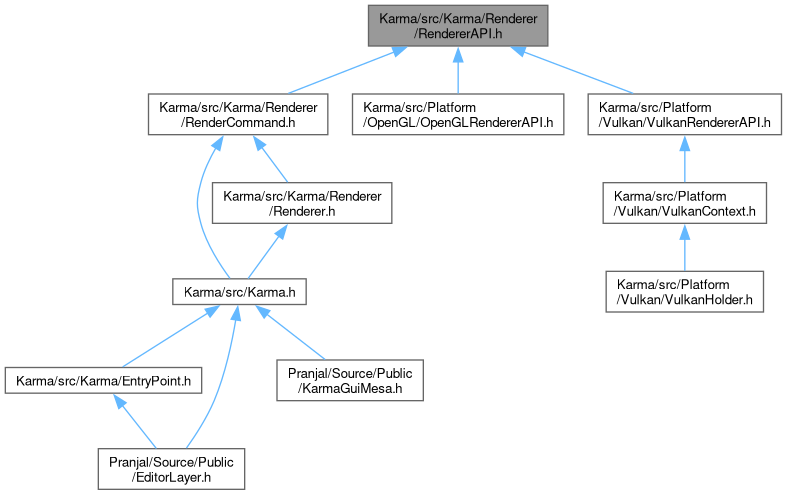 Karma/src/Karma/Renderer
/RendererAPI.h
Karma/src/Karma/Renderer
/RenderCommand.h
Karma/src/Platform
/OpenGL/OpenGLRendererAPI.h
Karma/src/Platform
/Vulkan/VulkanRendererAPI.h
Karma/src/Karma/Renderer
/Renderer.h
Karma/src/Platform
/Vulkan/VulkanContext.h
Karma/src/Karma.h
Karma/src/Platform
/Vulkan/VulkanHolder.h
Karma/src/Karma/EntryPoint.h
Pranjal/Source/Public
/KarmaGuiMesa.h
Pranjal/Source/Public
/EditorLayer.h